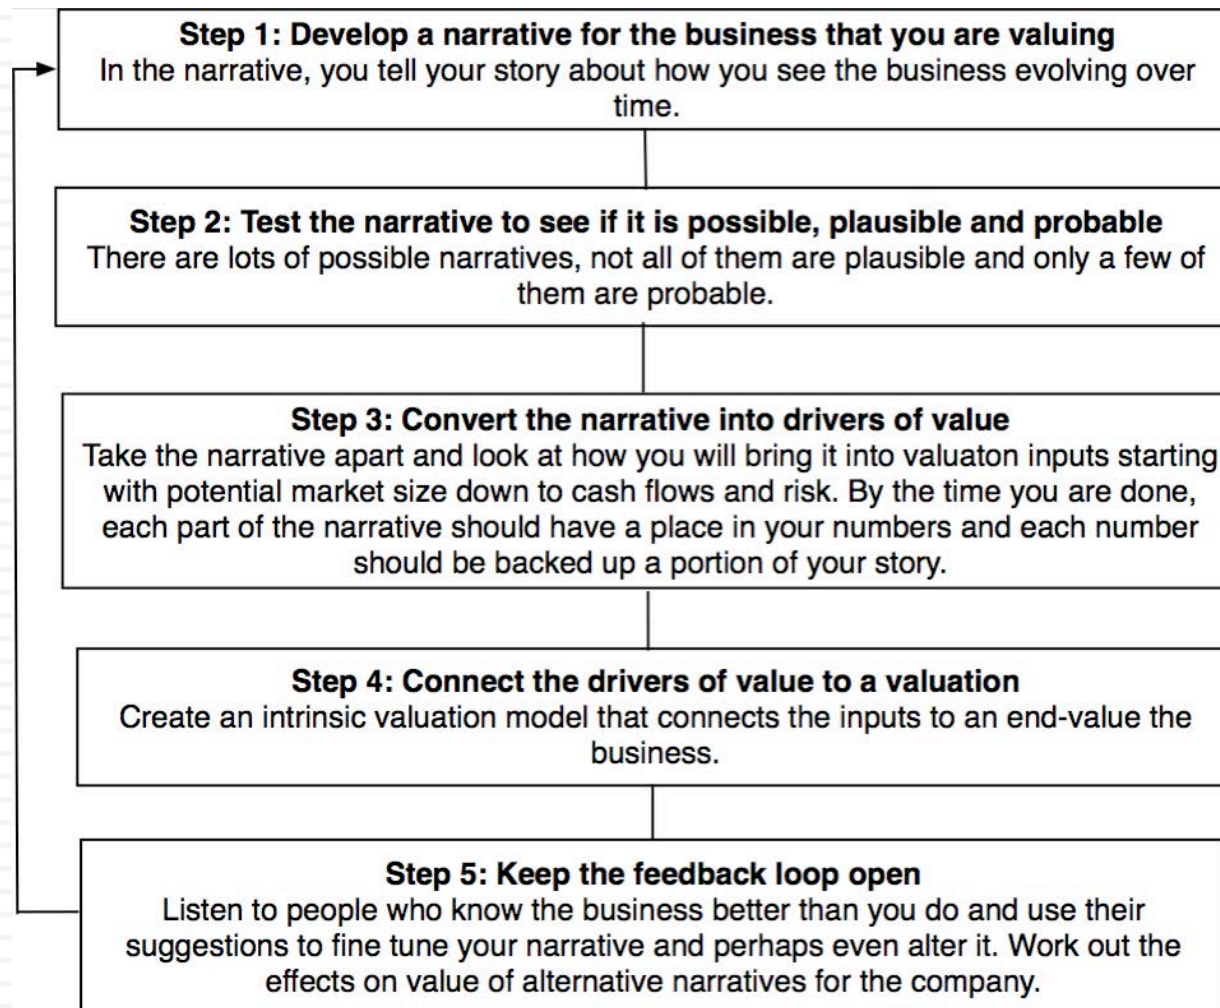 Step 1: Develop a narrative for the business that you are valuing
In the narrative, you tell your story about how you see the business evolving over
time.
Step 2: Test the narrative to see if it is possible, plausible and probable
There are lots of possible narratives, not all of them are plausible and only a few of
them are probable.
Step 3: Convert the narrative into drivers of value
Take the narrative apart and look at how you will bring it into valuaton inputs starting
with potential market size down to cash flows and risk. By the time you are done,
each part of the narrative should have a place in your numbers and each number
should be backed up a portion of your story.
Step 4: Connect the drivers of value to a valuation
Create an intrinsic valuation model that connects the inputs to an end-value the
business.
Step 5: Keep the feedback loop open
Listen to people who know the business better than you do and use their
suggestions to fine tune your narrative and perhaps even alter it. Work out the
effects on value of alternative narratives for the company.